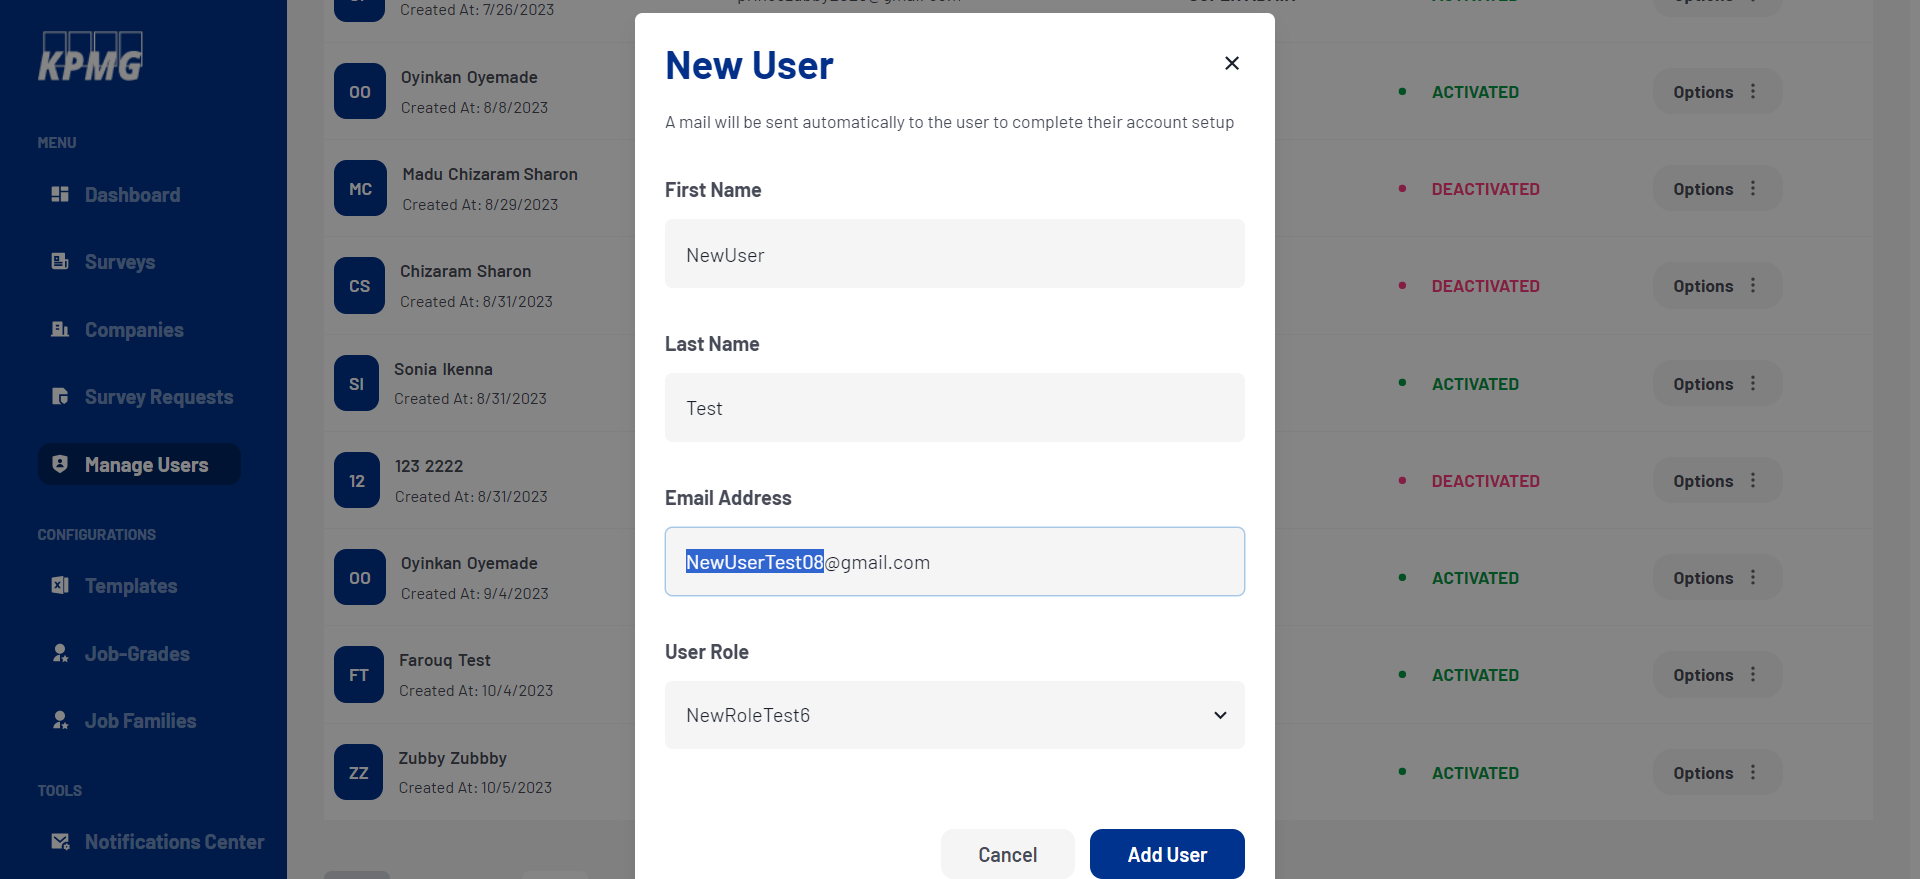 KPMG
MENU
Dashboard
Surveys
Companies
Survey Requests
Manage Users
CONFIGURATIONS
Templates
Job-Grades
Job Families
TOOLS
Notifications Center
Created At: 7/26/2023
OO
Oyinkan Oyemade
Created At: 8/8/2023
ACTIVATED
Options
MC
Madu Chizaram Sharon
Created At: 8/29/2023
DEACTIVATED
Options
CS
Chizaram Sharon
Created At: 8/31/2023
DEACTIVATED
Options
SI
Sonia Ikenna
Created At: 8/31/2023
ACTIVATED
Options
12
123 2222
Created At: 8/31/2023
DEACTIVATED
Options
OO
Oyinkan Oyemade
Created At: 9/4/2023
ACTIVATED
Options
FT
Farouq Test
Created At: 10/4/2023
ACTIVATED
Options
ZZ
Zubby Zubbby
Created At: 10/5/2023
ACTIVATED
Options
New User
A mail will be sent automatically to the user to complete their account setup
First Name
NewUser
Last Name
Test
Email Address
NewUserTest08@gmail.com
User Role
NewRoleTest6
Cancel
Add User